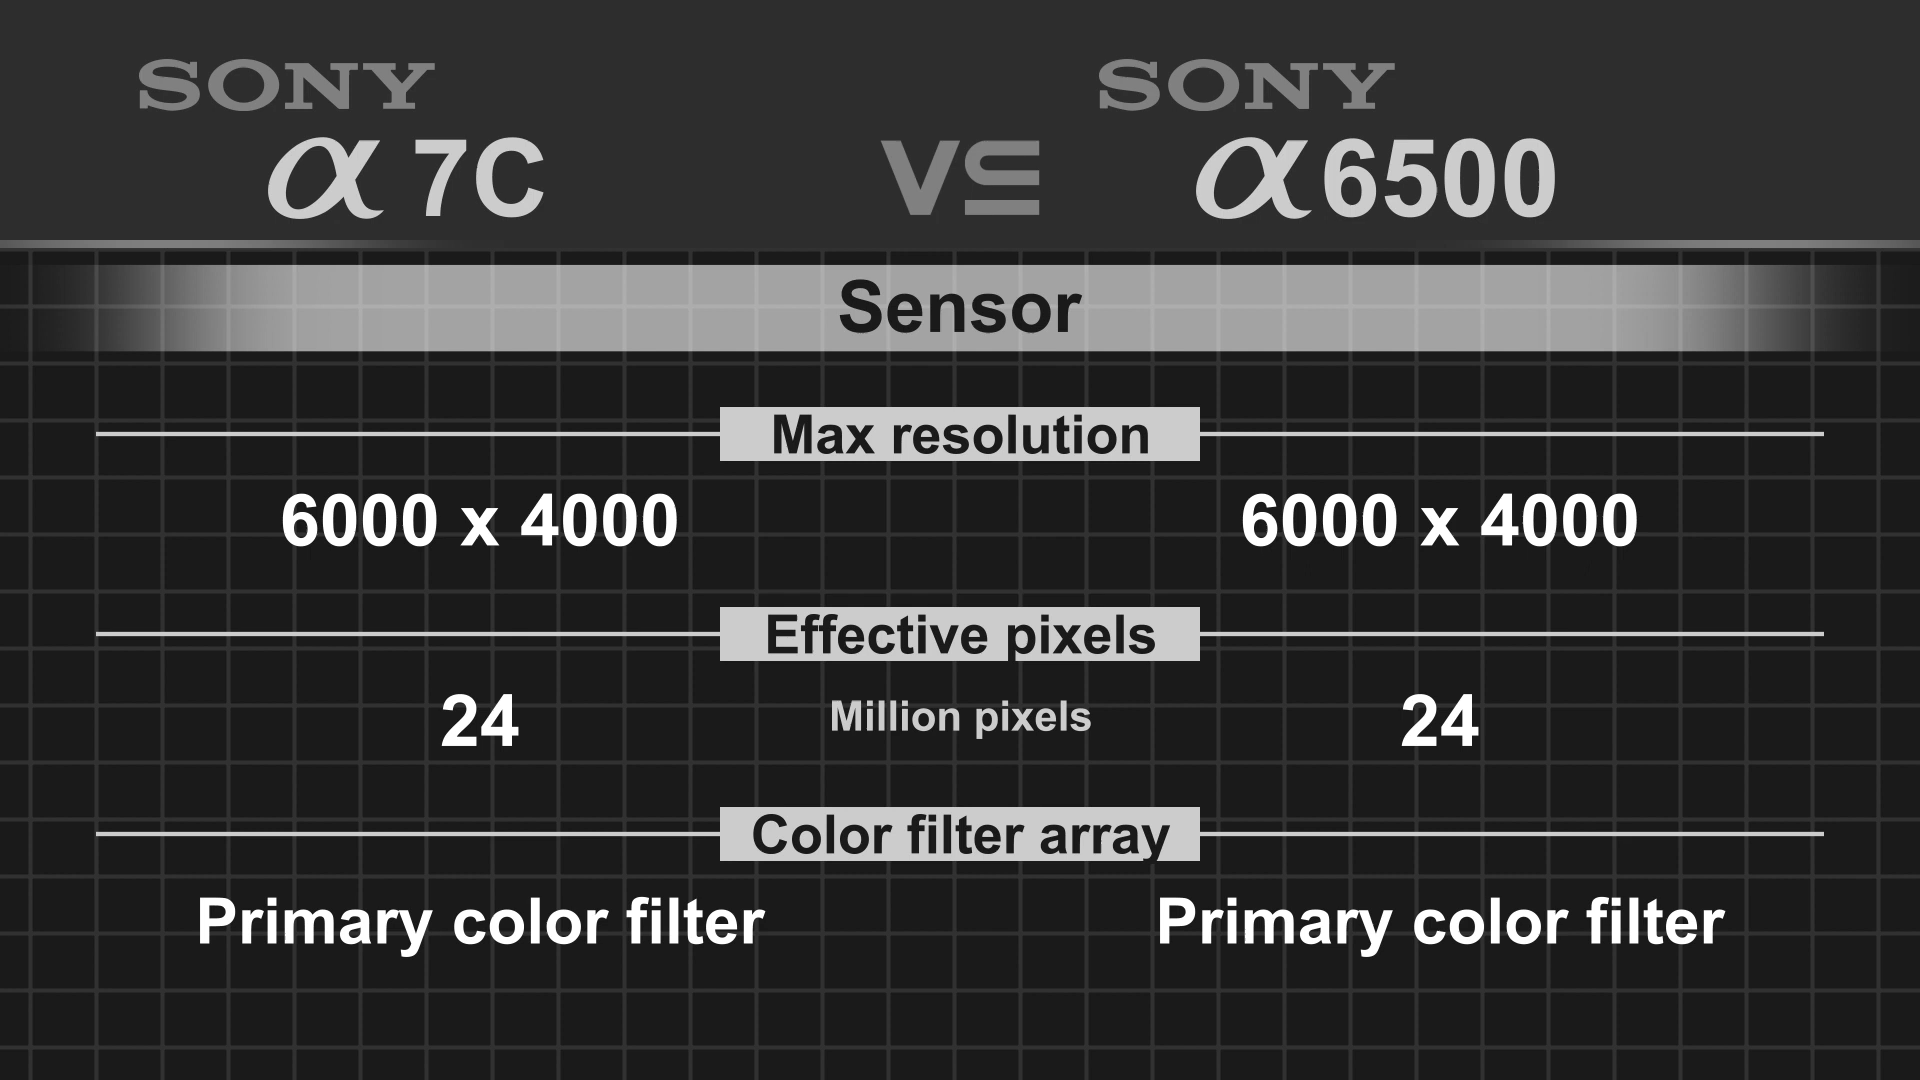 SONY SONY
α 7C VS α6500
Sensor
Max resolution
6000 x 4000 6000 x 4000
Effective pixels
24 Million pixels 24
Color filter array
Primary color filter Primary color filter